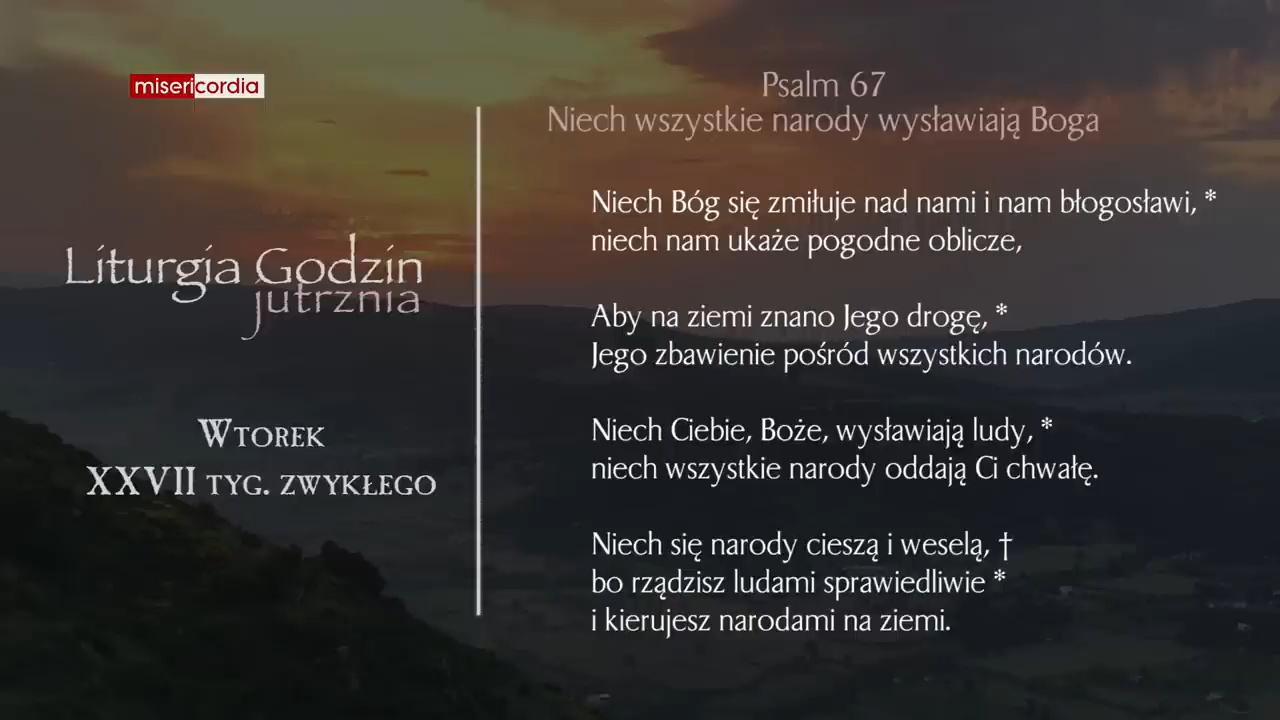 misericordia
Liturgia Godzin
jutrznia
Wtorek
XXVII tyg. zwykłego
Psalm 67
Niech wszystkie narody wysławiają Boga
Niech Bóg się zmiłuje nad nami i nam błogosławi, *
niech nam ukaże pogodne oblicze,
Aby na ziemi znano Jego drogę, *
Jego zbawienie pośród wszystkich narodów.
Niech Ciebie, Boże, wysławiają ludy, *
niech wszystkie narody oddają Ci chwałę.
Niech się narody cieszą i weselą, †
bo rządzisz ludami sprawiedliwie *
i kierujesz narodami na ziemi.